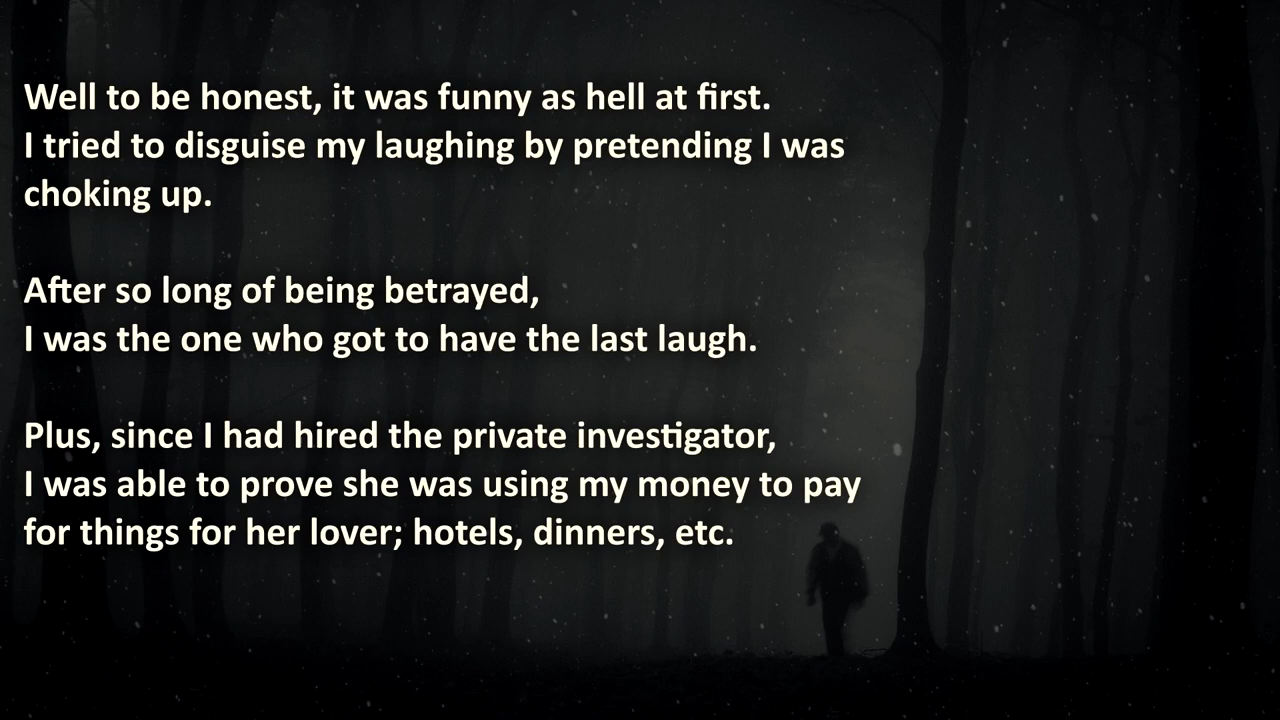 Well to be honest, it was funny as hell at first.
I tried to disguise my laughing by pretending I was
choking up.
After so long of being betrayed,
I was the one who got to have the last laugh.
Plus, since I had hired the private investigator,
I was able to prove she was using my money to pay
for things for her lover; hotels, dinners, etc.